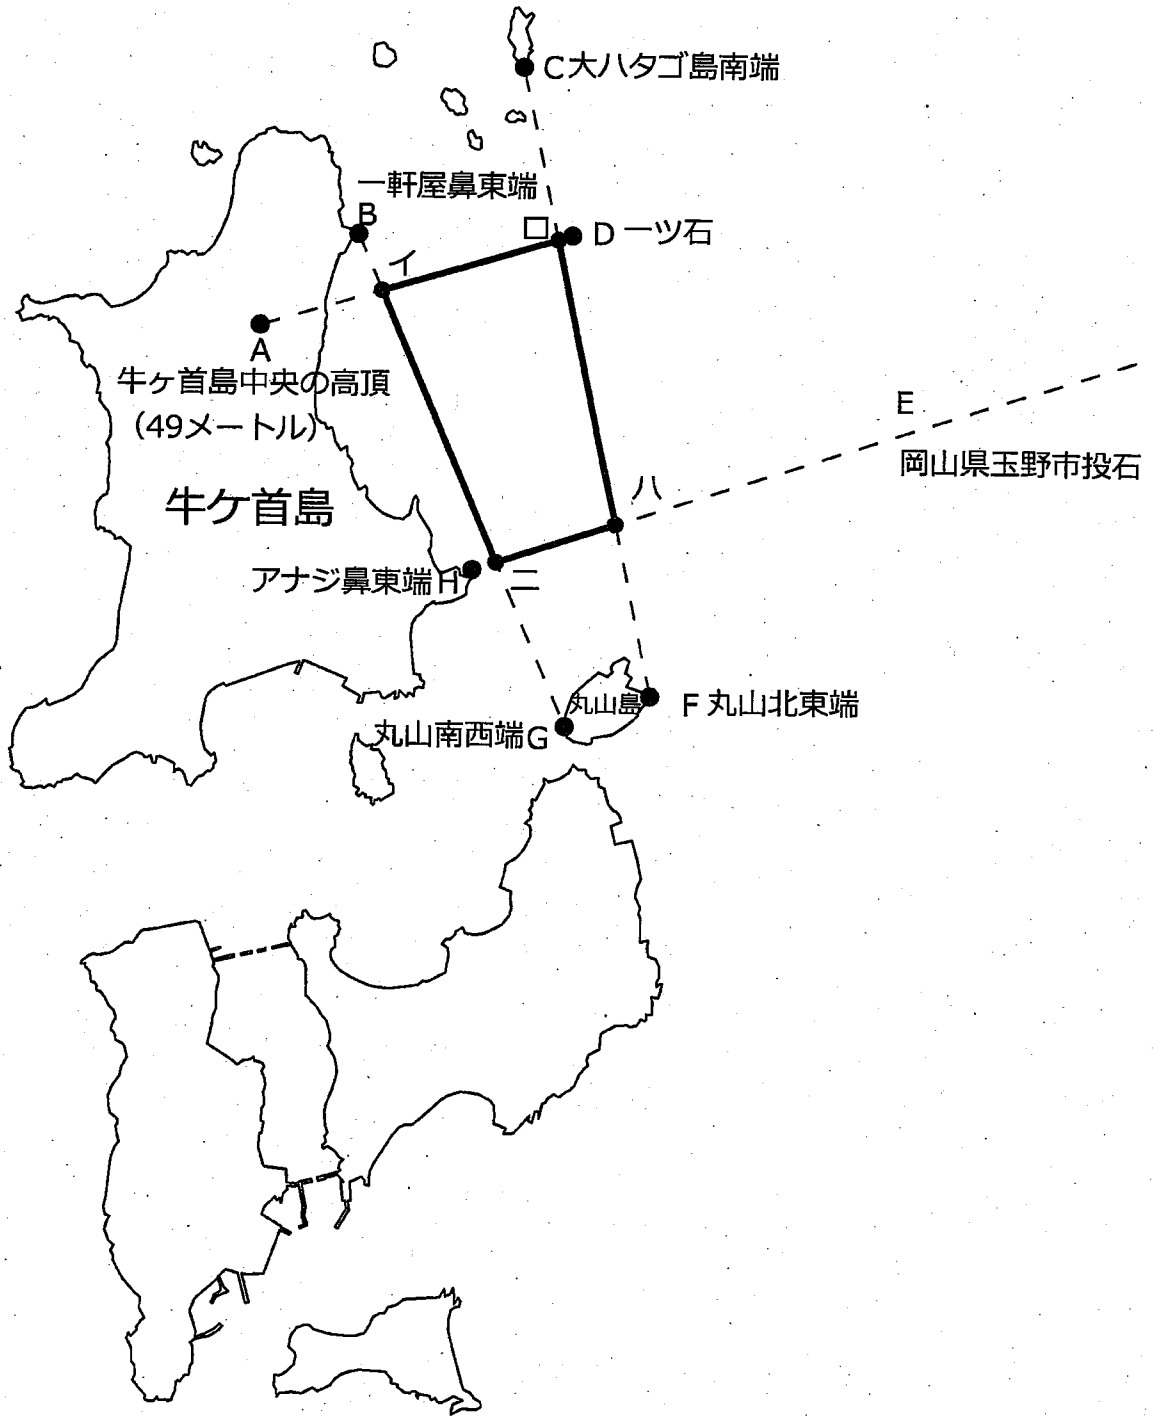 C大ハタゴ島南端
一軒屋鼻東端
B
ロ
D 一ツ石
イ
A
牛ヶ首島中央の高頂
(49メートル)
E
岡山県玉野市投石
牛ケ首島
ハ
アナジ鼻東端H
ニ
丸山島
F 丸山北東端
丸山南西端G